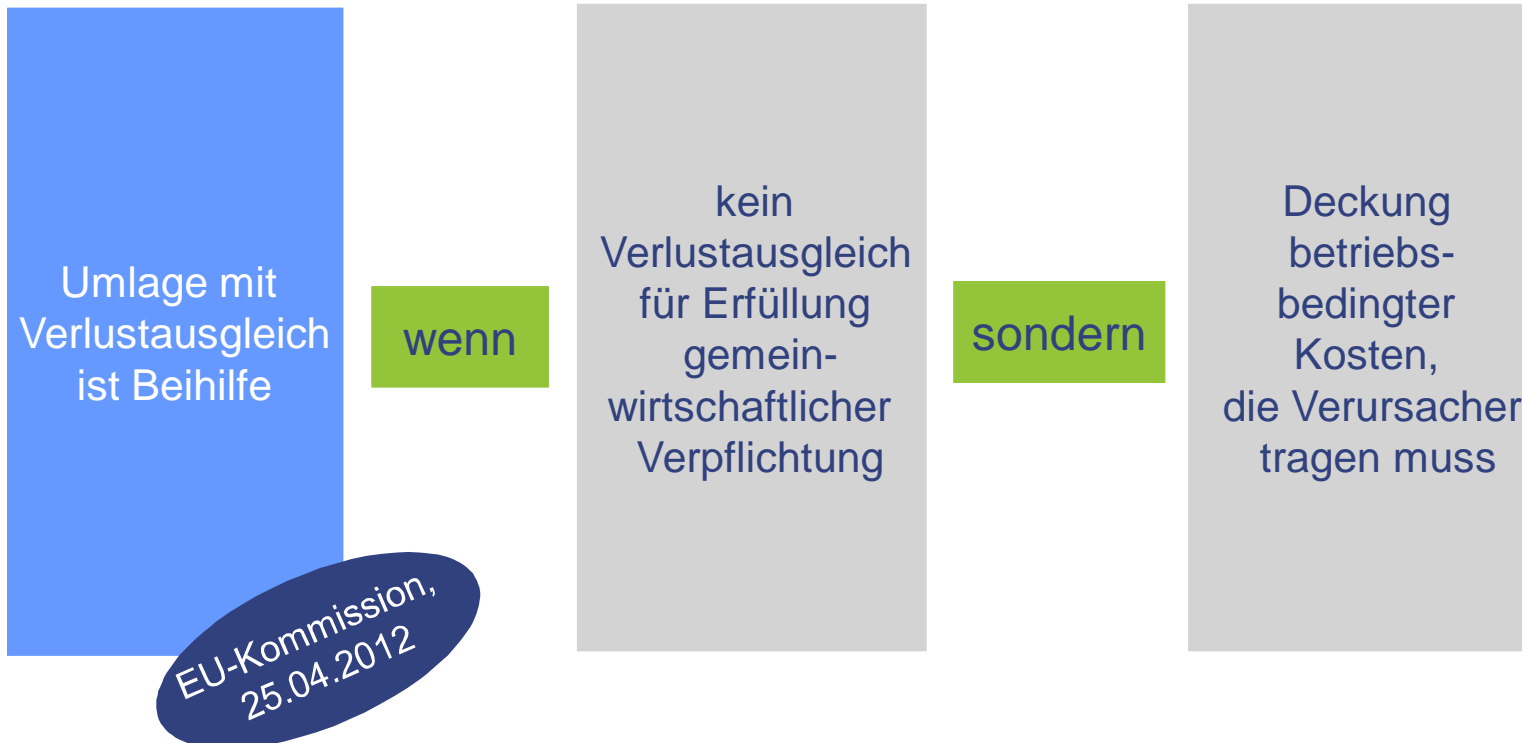 Umlage mit
Verlustausgleich
ist Beihilfe
wenn
kein
Verlustausgleich
für Erfüllung
gemein-
wirtschaftlicher
Verpflichtung
sondern
Deckung
betriebs-
bedingter
Kosten,
die Verursacher
tragen muss
EU-Kommission,
25.04.2012